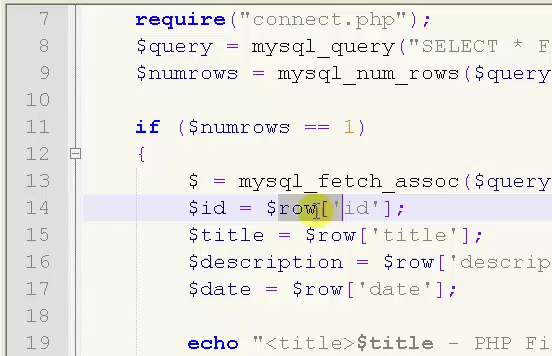 7 require("connect.php");
8 $query = mysql_query("SELECT * F
9 $numrows = mysql_num_rows($query
10
11 if ($numrows == 1)
12 {
13 $ = mysql_fetch_assoc($query
14 $id = $row['id'];
15 $title = $row['title'];
16 $description = $row['descrip
17 $date = $row['date'];
18
19 echo "<title>$title - PHP Fi